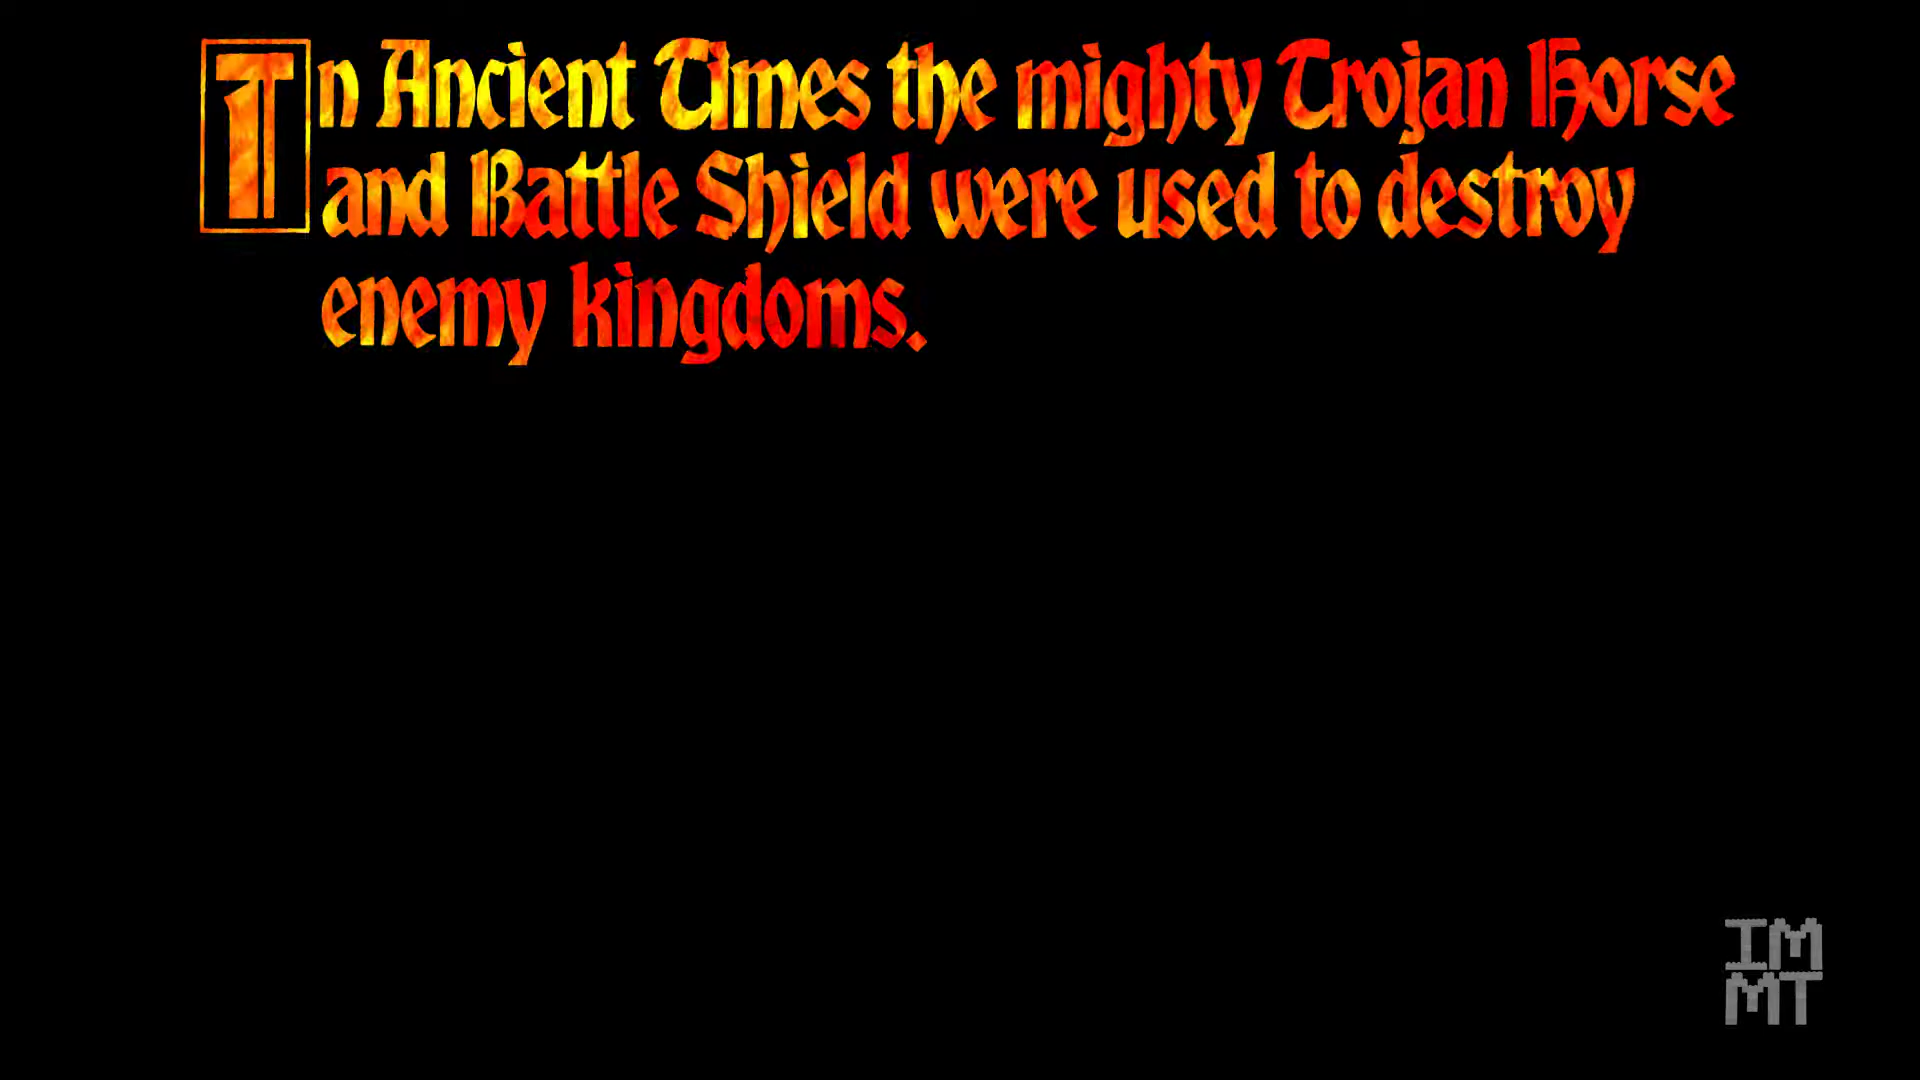 In Ancient TImes the mighty Trojan Horse
and Battle Shield were used to destroy
enemy kingdoms.
IM
MT